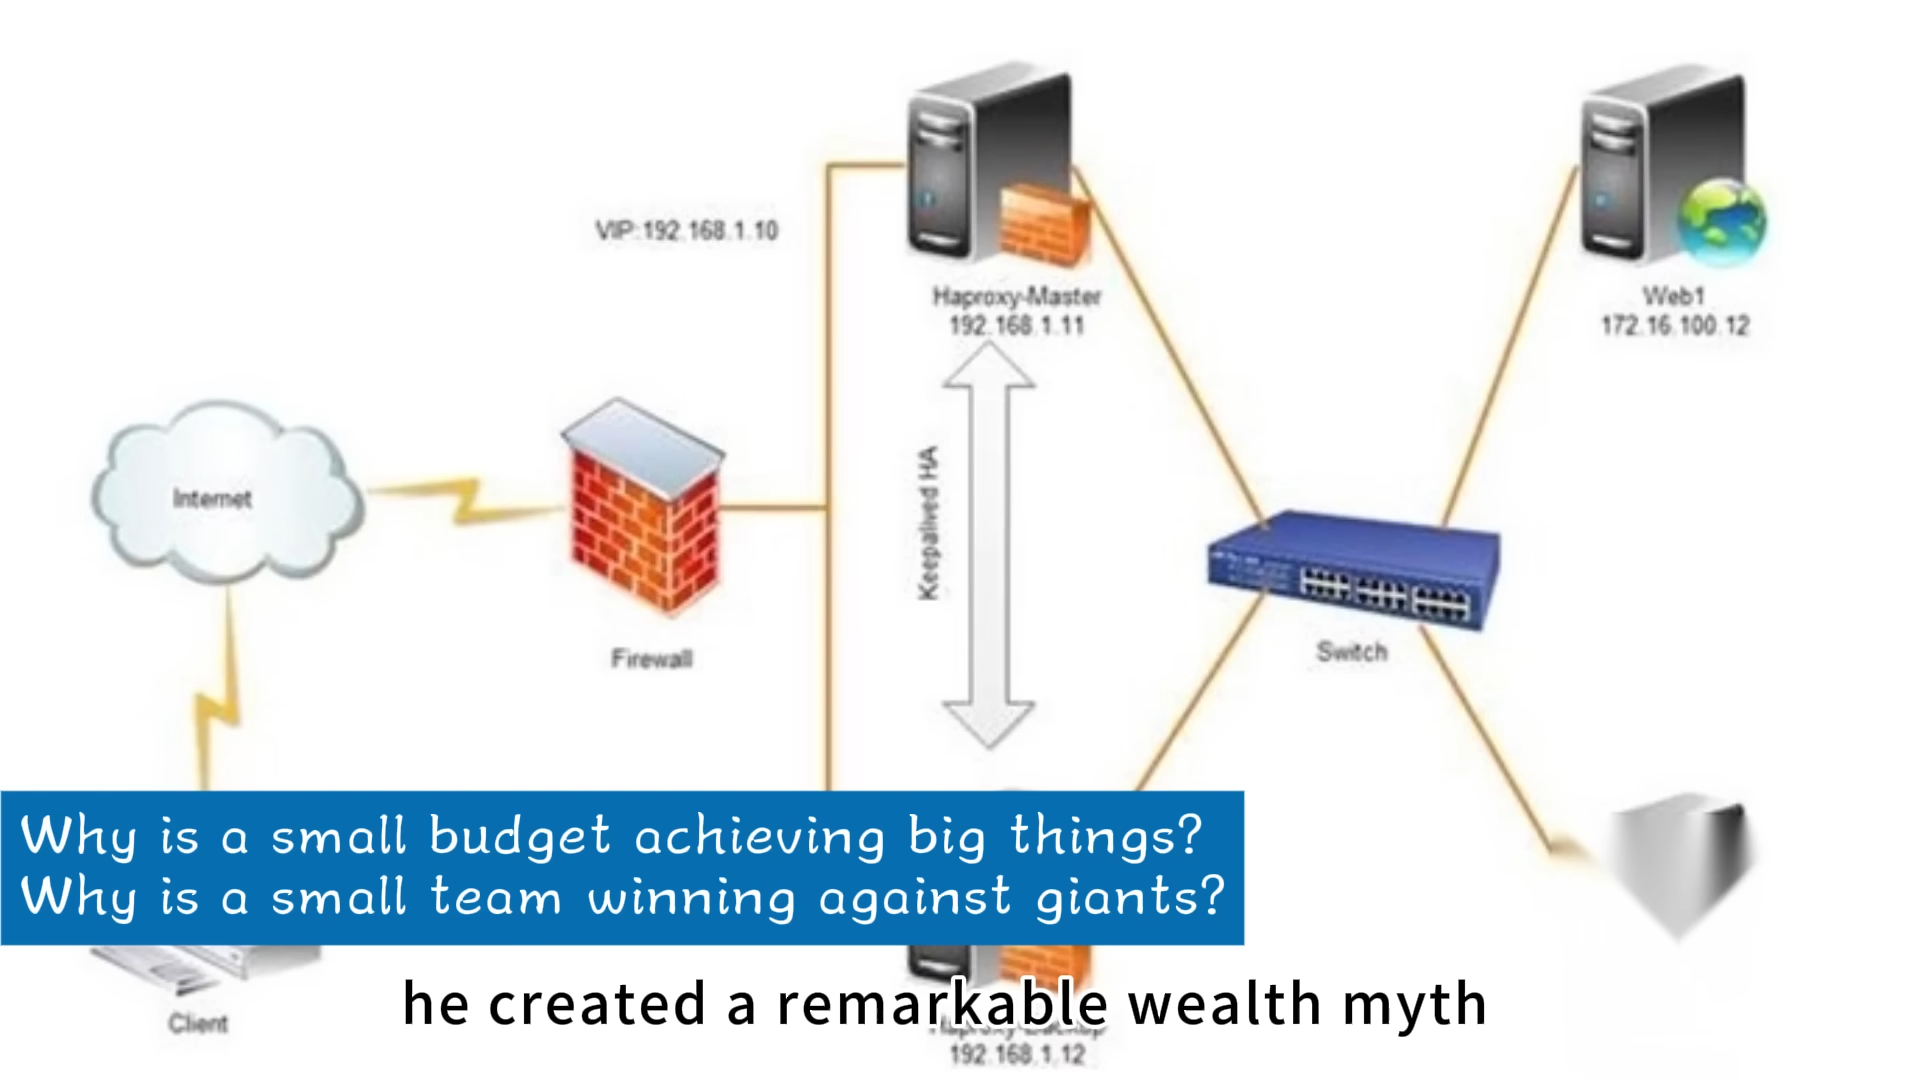 VIP:192.168.1.10
Haproxy-Master
192.168.1.11
Web1
172.16.100.12
Internet
Keepalived HA
Firewall
Switch
Why is a small budget achieving big things?
Why is a small team winning against giants?
he created a remarkable wealth myth
Client
192.168.1.12